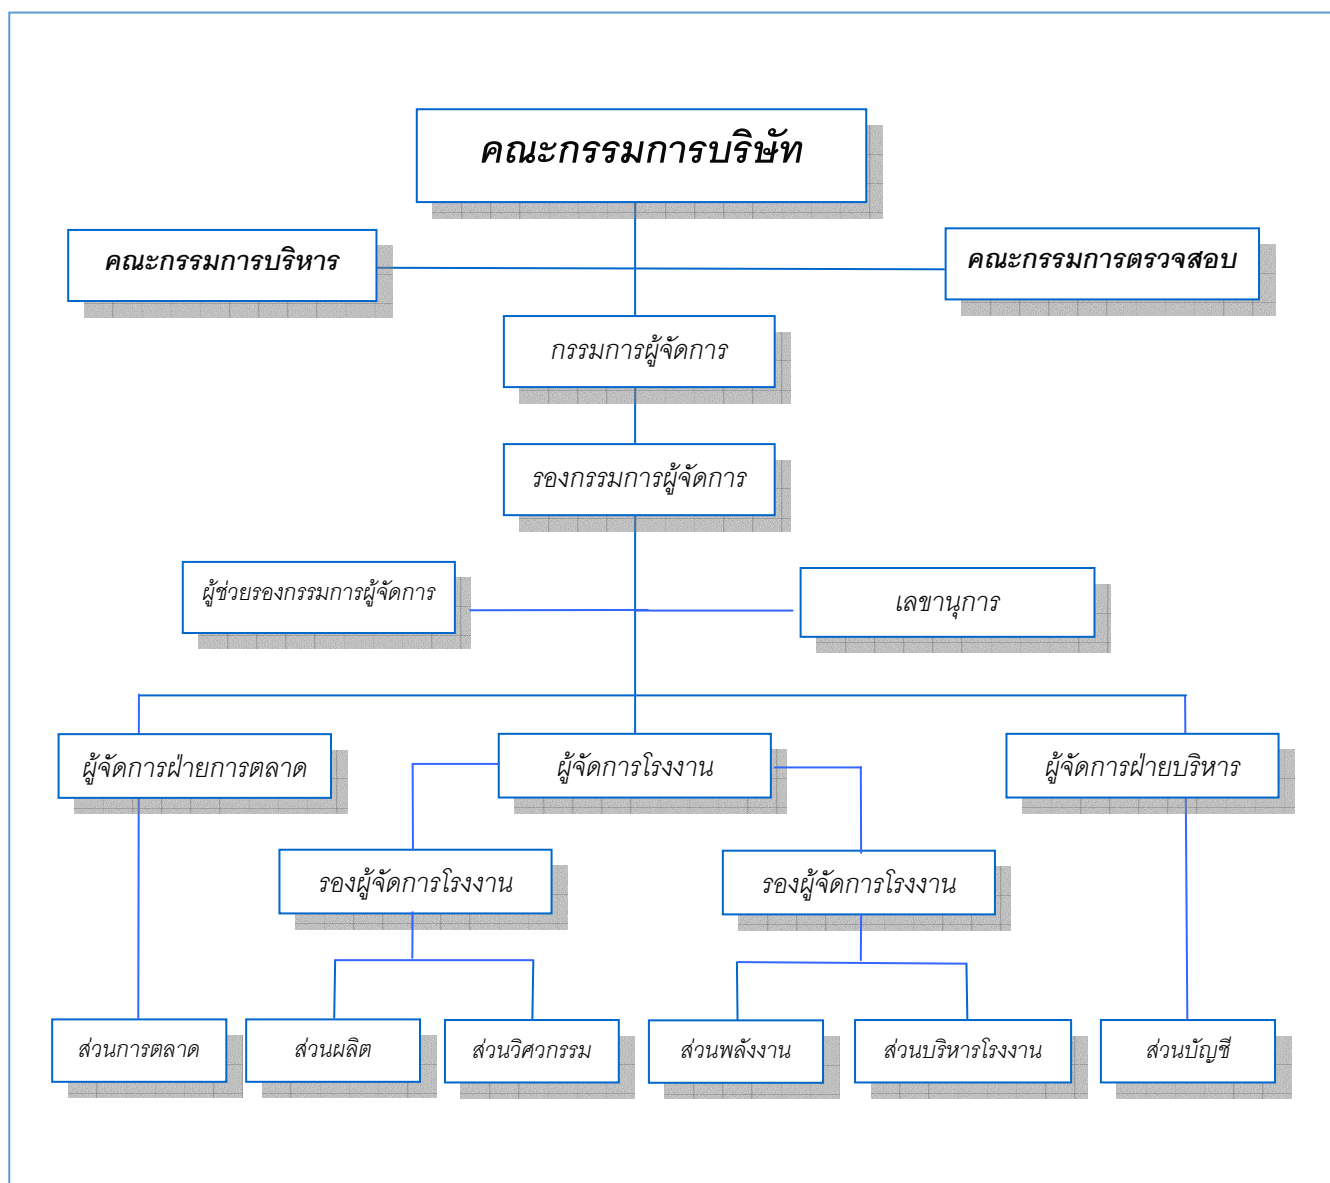 คณะกรรมการบริษัท
คณะกรรมการบริหาร
คณะกรรมการตรวจสอบ
กรรมการผู้จัดการ
รองกรรมการผู้จัดการ
ผู้ช่วยรองกรรมการผู้จัดการ
เลขานุการ
ผู้จัดการฝ่ายการตลาด
ผู้จัดการโรงงาน
ผู้จัดการฝ่ายบริหาร
รองผู้จัดการโรงงาน
รองผู้จัดการโรงงาน
ส่วนการตลาด
ส่วนผลิต
ส่วนวิศวกรรม
ส่วนพลังงาน
ส่วนบริหารโรงงาน
ส่วนบัญชี